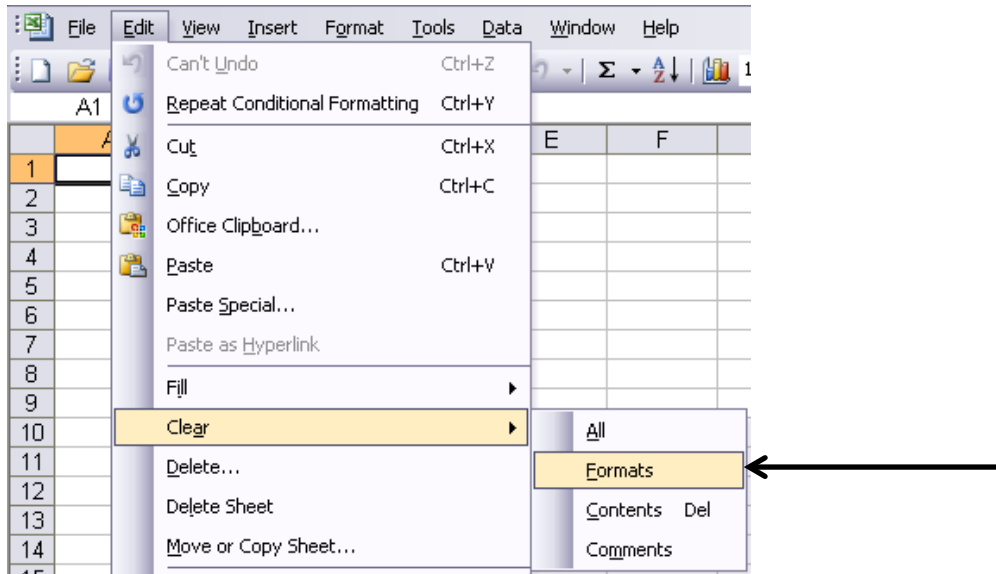 File Edit View Insert Format Tools Data Window Help
Can't Undo Ctrl+Z
Σ A Z 1
A1 Repeat Conditional Formatting Ctrl+Y
A E F
1 Cut Ctrl+X
2 Copy Ctrl+C
3 Office Clipboard...
4 Paste Ctrl+V
5
6 Paste Special...
7 Paste as Hyperlink
8
9 Fill
10 Clear All
11 Delete... Formats
12
13 Delete Sheet Contents Del
14 Move or Copy Sheet... Comments